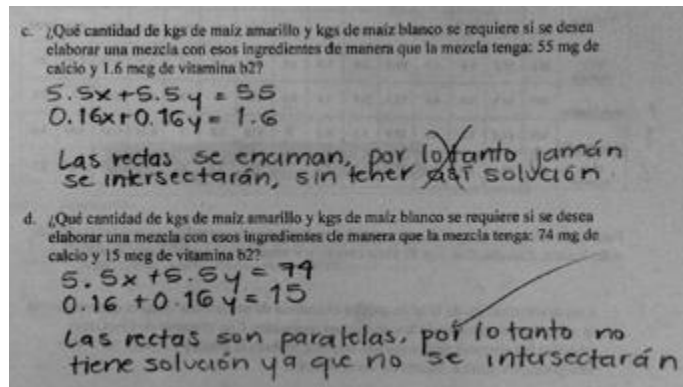 c. ¿Qué cantidad de kgs de maíz amarillo y kgs de maíz blanco se requiere si se desea
elaborar una mezcla con esos ingredientes de manera que la mezcla tenga: 55 mg de
calcio y 1.6 mcg de vitamina b2?
5.5x+5.5y = 55
0.16x+0.16y = 1.6
Las rectas se enciman, por lo tanto jamán
se intersectarán, sin tener así solución
d. ¿Qué cantidad de kgs de maíz amarillo y kgs de maíz blanco se requiere si se desea
elaborar una mezcla con esos ingredientes de manera que la mezcla tenga: 74 mg de
calcio y 15 mcg de vitamina b2?
5.5x+5.5y = 74
0.16 +0.16y = 15
Las rectas son paralelas, por lo tanto no
tiene solución ya que no se intersectarán